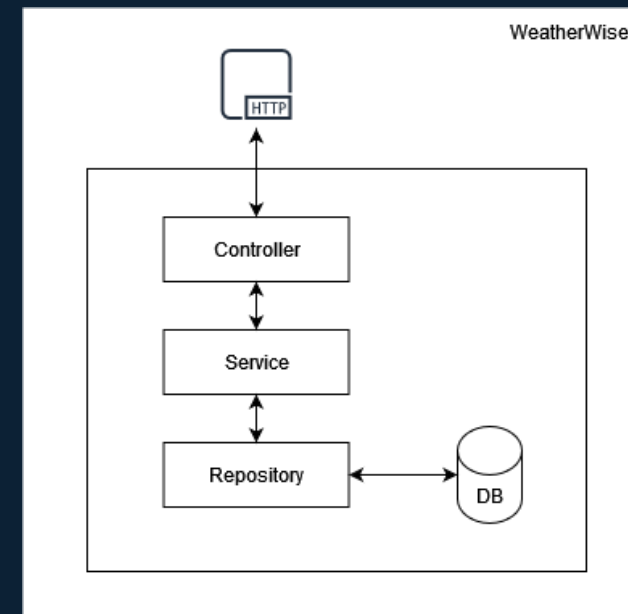 WeatherWise
HTTP
Controller
Service
Repository
DB